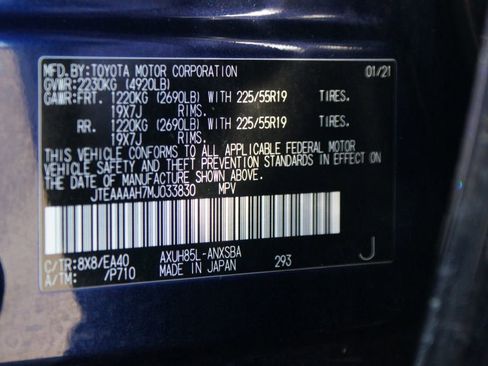 MFD.BY:TOYOTA MOTOR CORPORATION 01/21
GVWR:2230KG (4920LB)
GAWR:FRT. 1220KG (2690LB) WITH 225/55R19 TIRES.
19X7J RIMS.
RR. 1220KG (2690LB) WITH 225/55R19 TIRES.
19X7J RIMS.
THIS VEHICLE CONFORMS TO ALL APPLICABLE FEDERAL MOTOR
VEHICLE SAFETY AND THEFT PREVENTION STANDARDS IN EFFECT ON
THE DATE OF MANUFACTURE SHOWN ABOVE.
JTEAAAAH7MJ033830 MPV
C/TR:8X8/EA40 AXUH85L-ANXSBA
A/TM: /P710 MADE IN JAPAN 293 J